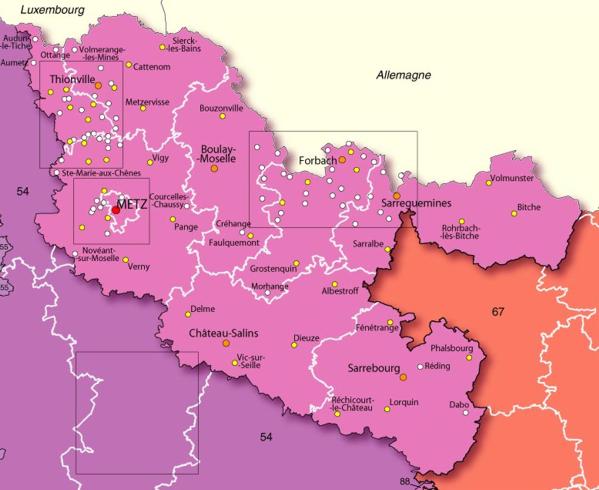 Luxembourg
Audun-
-le-Tiche
Ottange
Volmerange-
-les-Mines
Sierck-
-les-Bains
Aumetz
Cattenom
Allemagne
Thionville
Metzervisse
Bouzonville
Boulay-
-Moselle
Forbach
Vigy
Ste-Marie-aux-Chênes
54
METZ
Courcelles-
-Chaussy
Sarreguemines
Volmunster
Bitche
Rohrbach-
-lès-Bitche
Pange
Créhange
Faulquemont
Sarralbe
55
Novéant-
-sur-Moselle
Verny
Grostenquin
55
Morhange
Albestroff
Delme
67
Fénétrange
Château-Salins
Dieuze
Phalsbourg
Vic-sur-
-Seille
Sarrebourg
Réding
Réchicourt-
-le-Château
Lorquin
Dabo
54
88